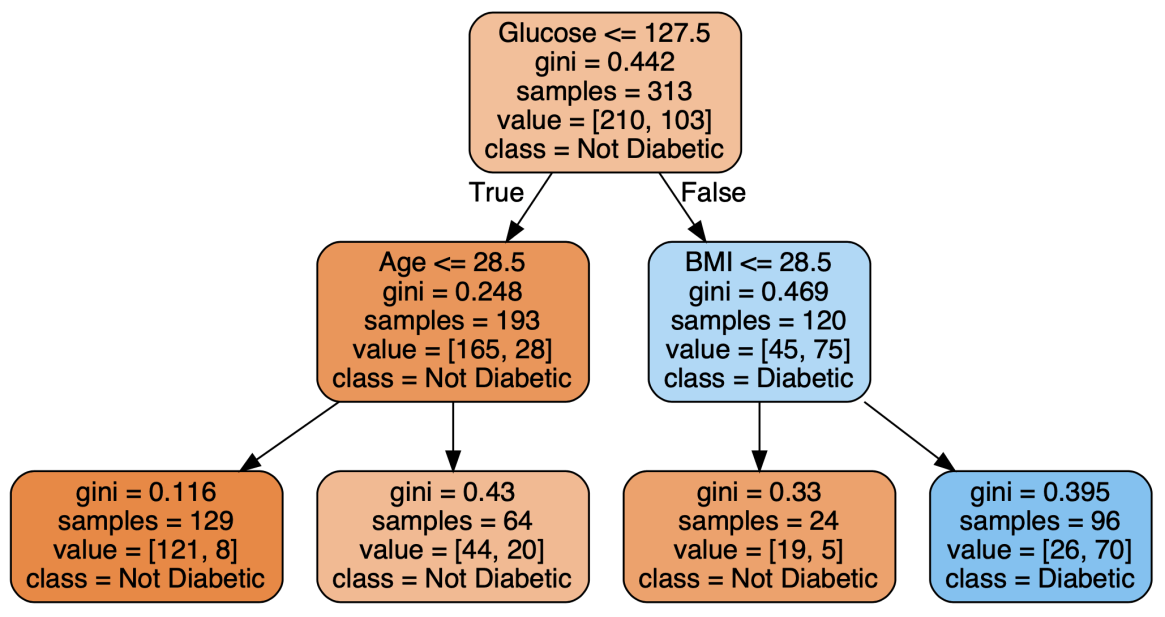 Glucose <= 127.5
gini = 0.442
samples = 313
value = [210, 103]
class = Not Diabetic
True
False
Age <= 28.5
gini = 0.248
samples = 193
value = [165, 28]
class = Not Diabetic
BMI <= 28.5
gini = 0.469
samples = 120
value = [45, 75]
class = Diabetic
gini = 0.116
samples = 129
value = [121, 8]
class = Not Diabetic
gini = 0.43
samples = 64
value = [44, 20]
class = Not Diabetic
gini = 0.33
samples = 24
value = [19, 5]
class = Not Diabetic
gini = 0.395
samples = 96
value = [26, 70]
class = Diabetic